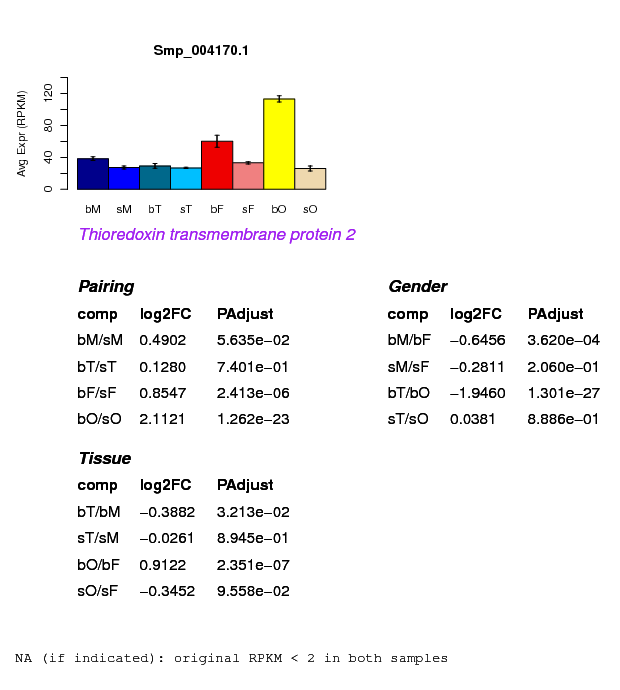 Smp_004170.1
Avg Expr (RPKM)
0 40 80 120
bM sM bT sT bF sF bO sO
Thioredoxin transmembrane protein 2
Pairing
comp log2FC PAdjust
bM/sM 0.4902 5.635e−02
bT/sT 0.1280 7.401e−01
bF/sF 0.8547 2.413e−06
bO/sO 2.1121 1.262e−23
Gender
comp log2FC PAdjust
bM/bF −0.6456 3.620e−04
sM/sF −0.2811 2.060e−01
bT/bO −1.9460 1.301e−27
sT/sO 0.0381 8.886e−01
Tissue
comp log2FC PAdjust
bT/bM −0.3882 3.213e−02
sT/sM −0.0261 8.945e−01
bO/bF 0.9122 2.351e−07
sO/sF −0.3452 9.558e−02
NA (if indicated): original RPKM < 2 in both samples